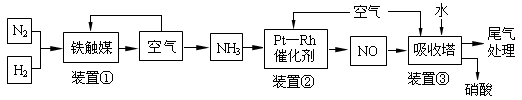 空气
水
N₂
H₂
铁触媒
空气
NH₃
Pt—Rh
催化剂
NO
吸收塔
尾气
处理
硝酸
装置①
装置②
装置③